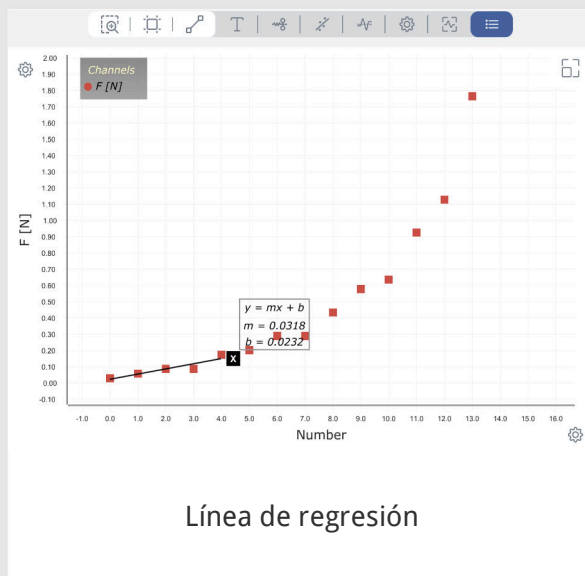 T
Channels
F [N]
2.00
1.90
1.80
1.70
1.60
1.50
1.40
1.30
1.20
1.10
1.00
0.90
0.80
0.70
0.60
0.50
0.40
0.30
0.20
0.10
0.00
-0.10
F [N]
y = mx + b
m = 0.0318
b = 0.0232
X
-1.0 0.0 1.0 2.0 3.0 4.0 5.0 6.0 7.0 8.0 9.0 10.0 11.0 12.0 13.0 14.0 15.0 16.0
Number
Línea de regresión